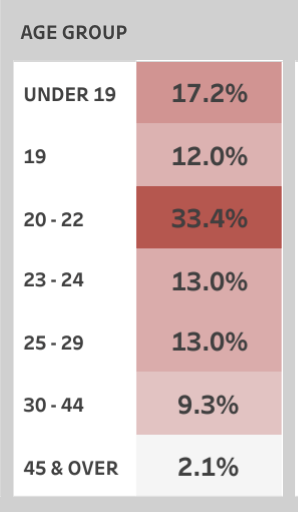 AGE GROUP
UNDER 19 17.2%
19 12.0%
20 - 22 33.4%
23 - 24 13.0%
25 - 29 13.0%
30 - 44 9.3%
45 & OVER 2.1%